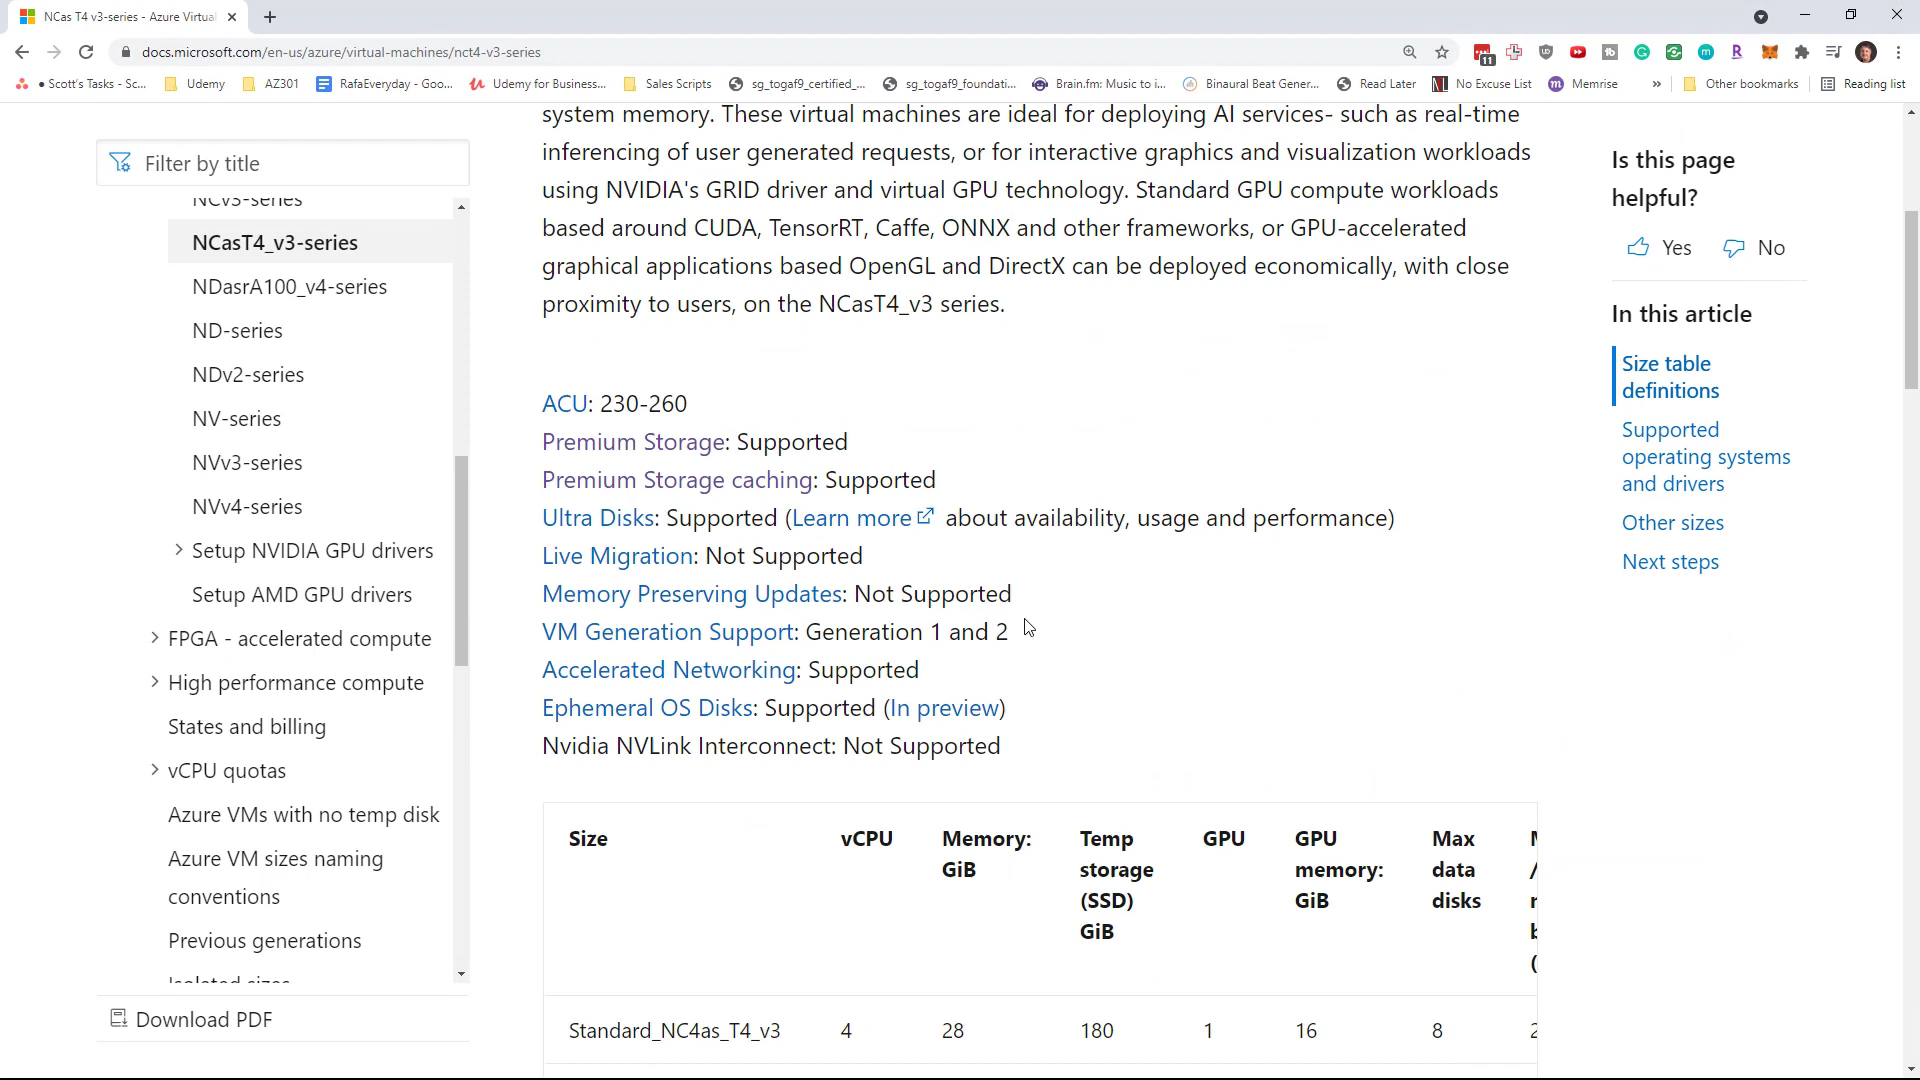 NCas T4 v3-series - Azure Virtual
docs.microsoft.com/en-us/azure/virtual-machines/nct4-v3-series
11
• Scott's Tasks - Sc...
Udemy
AZ301
RafaEveryday - Goo...
Udemy for Business...
Sales Scripts
sg_togaf9_certified_...
sg_togaf9_foundati...
Brain.fm: Music to i...
Binaural Beat Gener...
Read Later
No Excuse List
Memrise
»
Other bookmarks
Reading list
Filter by title
NCv3-series
NCasT4_v3-series
NDasrA100_v4-series
ND-series
NDv2-series
NV-series
NVv3-series
NVv4-series
Setup NVIDIA GPU drivers
Setup AMD GPU drivers
FPGA - accelerated compute
High performance compute
States and billing
vCPU quotas
Azure VMs with no temp disk
Azure VM sizes naming
conventions
Previous generations
Isolated sizes
Download PDF
system memory. These virtual machines are ideal for deploying AI services- such as real-time
inferencing of user generated requests, or for interactive graphics and visualization workloads
using NVIDIA's GRID driver and virtual GPU technology. Standard GPU compute workloads
based around CUDA, TensorRT, Caffe, ONNX and other frameworks, or GPU-accelerated
graphical applications based OpenGL and DirectX can be deployed economically, with close
proximity to users, on the NCasT4_v3 series.
ACU: 230-260
Premium Storage: Supported
Premium Storage caching: Supported
Ultra Disks: Supported (Learn more about availability, usage and performance)
Live Migration: Not Supported
Memory Preserving Updates: Not Supported
VM Generation Support: Generation 1 and 2
Accelerated Networking: Supported
Ephemeral OS Disks: Supported (In preview)
Nvidia NVLink Interconnect: Not Supported
Size vCPU Memory: GiB Temp storage (SSD) GiB GPU GPU memory: GiB Max data disks
Standard_NC4as_T4_v3 4 28 180 1 16 8
Is this page
helpful?
Yes No
In this article
Size table
definitions
Supported
operating systems
and drivers
Other sizes
Next steps